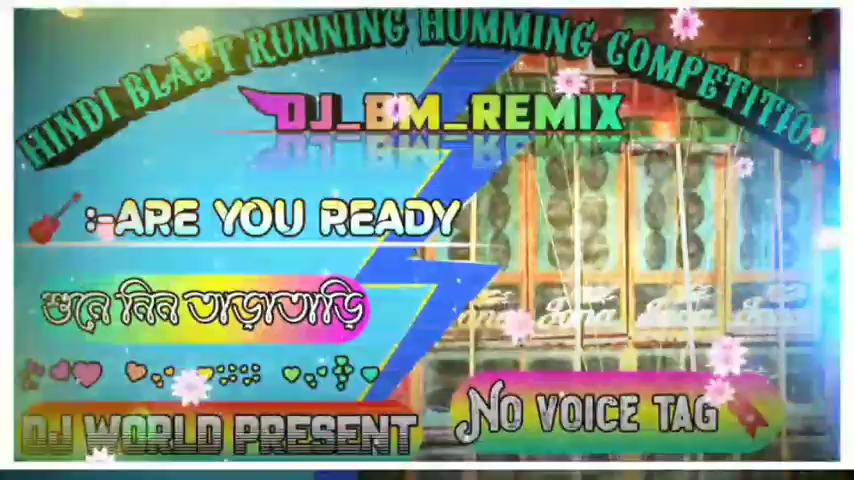 HINDI BLAST RUNNING HUMMING COMPETITION
DJ_BM_REMIX
:-ARE YOU READY
শুনে নিন তাড়াতাড়ি
DJ WORLD PRESENT
NO VOICE TAG